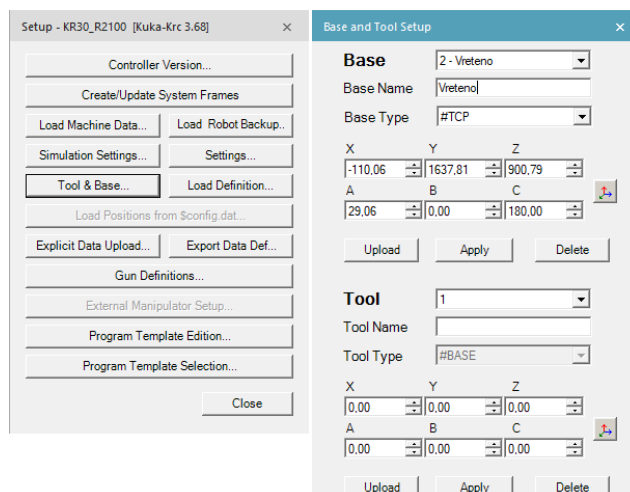 Setup - KR30_R2100 [Kuka-Krc 3.68]
Controller Version...
Create/Update System Frames
Load Machine Data... Load Robot Backup..
Simulation Settings... Settings...
Tool & Base... Load Definition...
Load Positions from $config.dat...
Explicit Data Upload... Export Data Def...
Gun Definitions...
External Manipulator Setup...
Program Template Edition...
Program Template Selection...
Close
Base and Tool Setup
Base 2 - Vreteno
Base Name Vreteno
Base Type #TCP
X Y Z
-110,06 1637,81 900,79
A B C
29,06 0,00 180,00
Upload Apply Delete
Tool 1
Tool Name
Tool Type #BASE
X Y Z
0,00 0,00 0,00
A B C
0,00 0,00 0,00
Upload Apply Delete